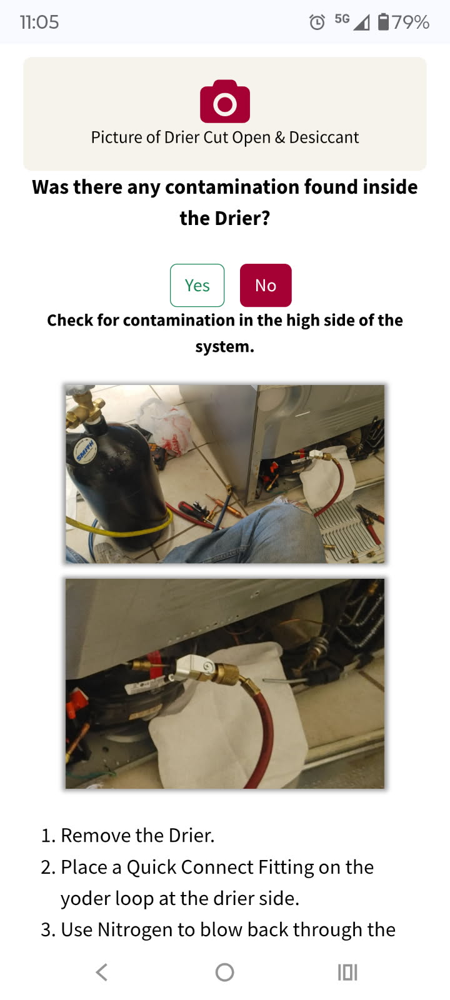 11:05
5G
79%
Picture of Drier Cut Open & Desiccant
Was there any contamination found inside
the Drier?
Yes
No
Check for contamination in the high side of the
system.
SMITH
1. Remove the Drier.
2. Place a Quick Connect Fitting on the
yoder loop at the drier side.
3. Use Nitrogen to blow back through the